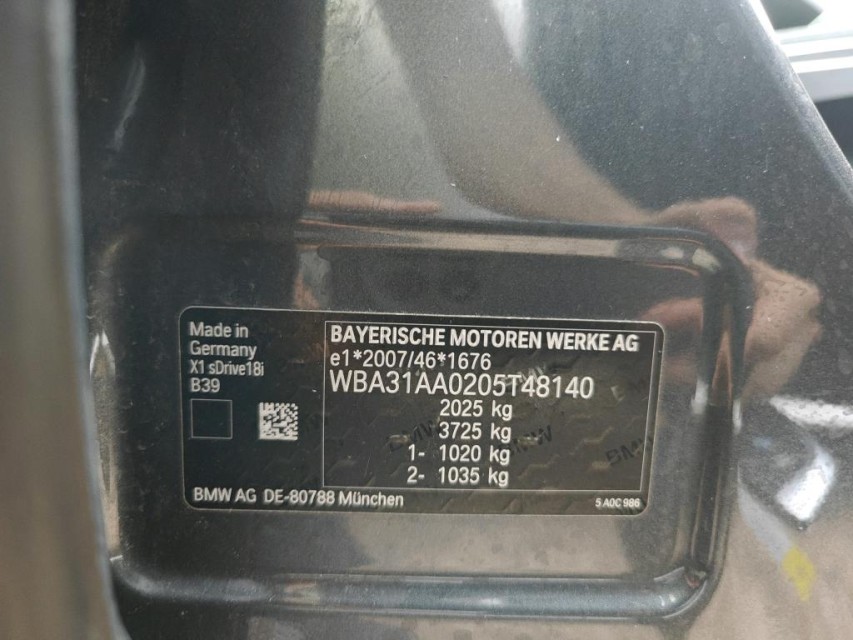 Made in
Germany
X1 sDrive18i
B39
BAYERISCHE MOTOREN WERKE AG
e1*2007/46*1676
WBA31AA0205T48140
2025 kg
3725 kg
1- 1020 kg
2- 1035 kg
BMW AG DE-80788 München
5 A0C 986